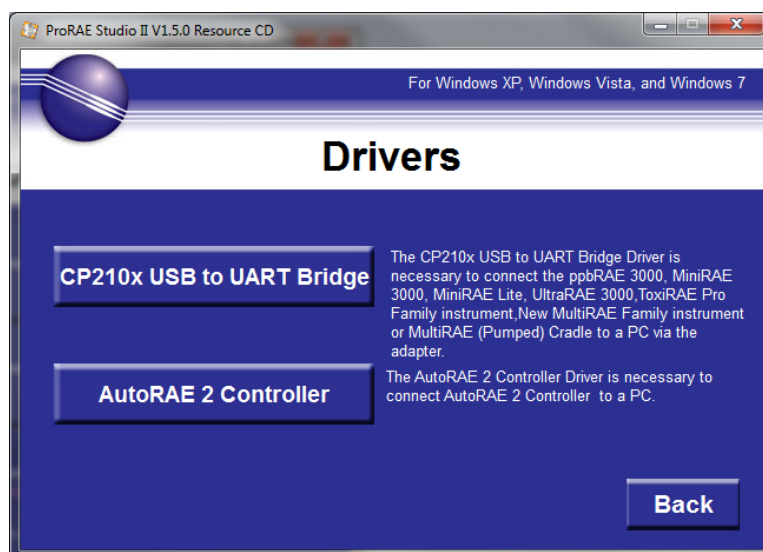 ProRAE Studio II V1.5.0 Resource CD
For Windows XP, Windows Vista, and Windows 7
Drivers
CP210x USB to UART Bridge
The CP210x USB to UART Bridge Driver is
necessary to connect the ppbRAE 3000, MiniRAE
3000, MiniRAE Lite, UltraRAE 3000,ToxiRAE Pro
Family instrument,New MultiRAE Family instrument
or MultiRAE (Pumped) Cradle to a PC via the
adapter.
AutoRAE 2 Controller
The AutoRAE 2 Controller Driver is necessary to
connect AutoRAE 2 Controller  to a PC.
Back